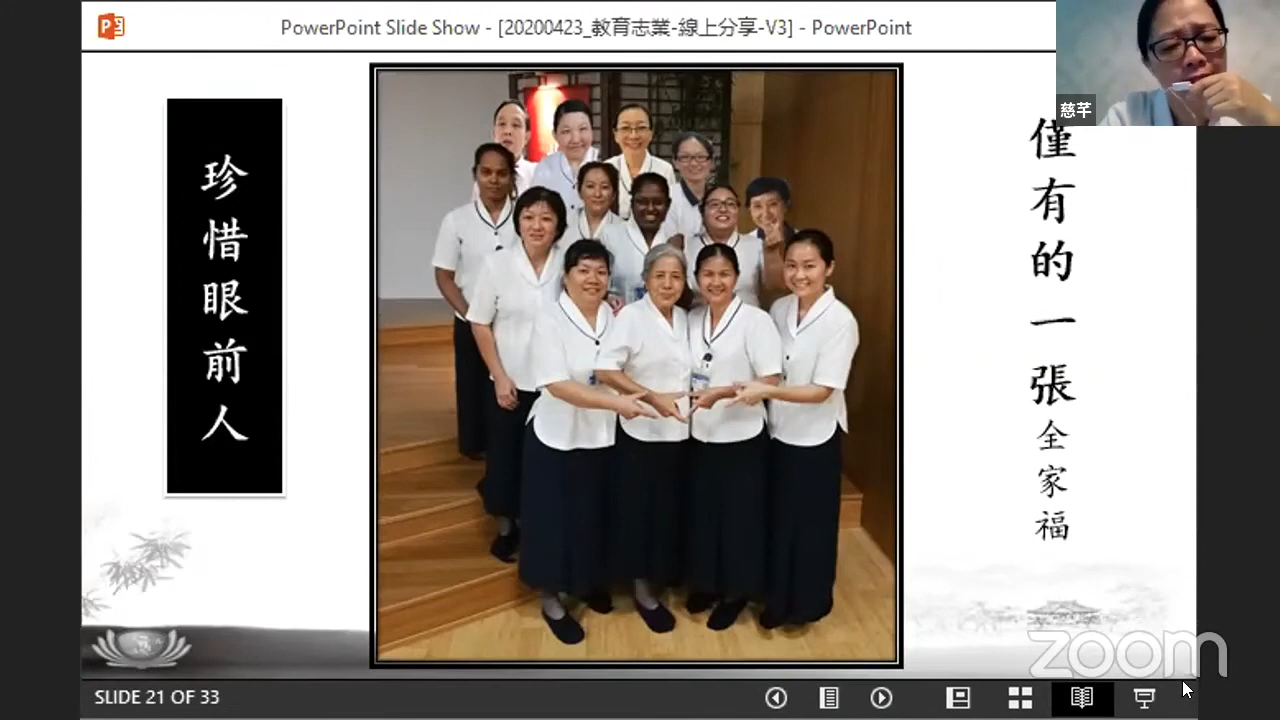 PowerPoint Slide Show - [20200423_教育志業-線上分享-V3] - PowerPoint
慈芊
珍惜眼前人
僅有的一張全家福
zoom
SLIDE 21 OF 33